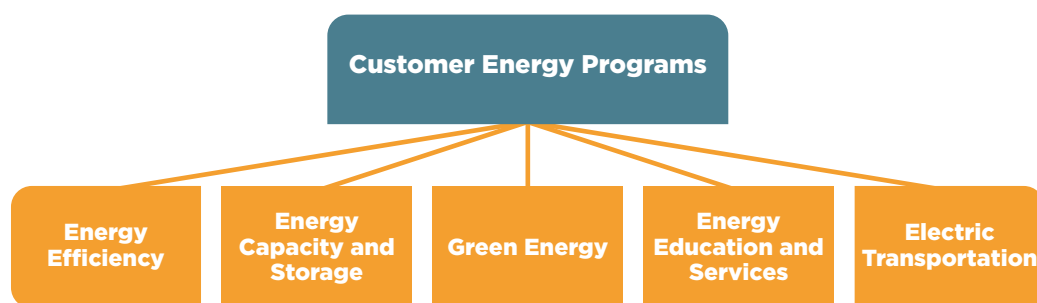 Customer Energy Programs
Energy
Efficiency
Energy
Capacity and
Storage
Green Energy
Energy
Education and
Services
Electric
Transportation